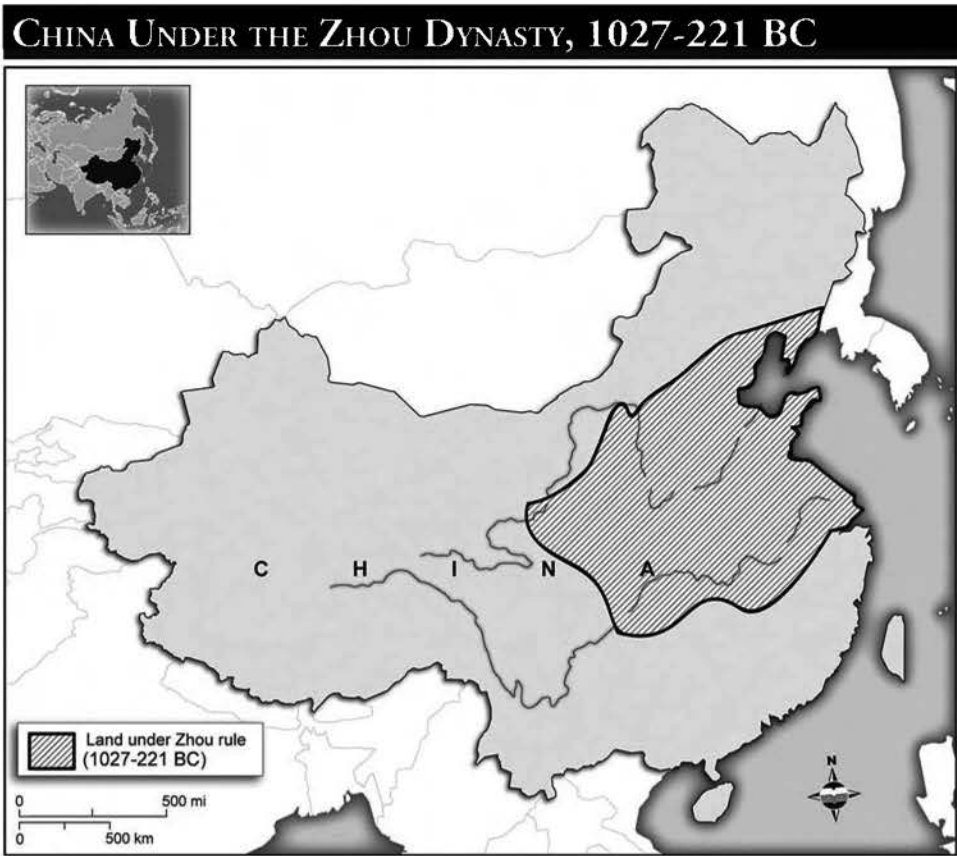 CHINA UNDER THE ZHOU DYNASTY, 1027-221 BC
N
C H I N A
Land under Zhou rule
(1027-221 BC)
0 500 mi
0 500 km